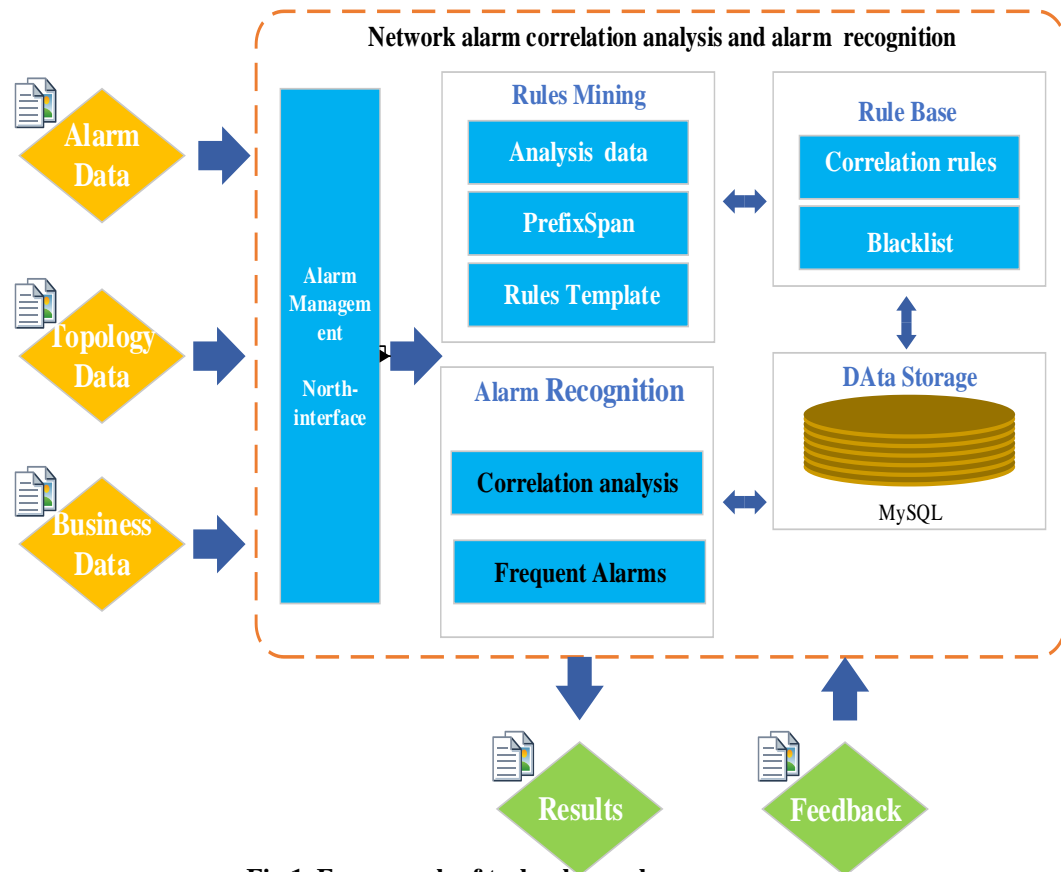 Network alarm correlation analysis and alarm recognition
Alarm
Data
Topology
Data
Business
Data
Alarm
Managem
ent
North-
interface
Rules Mining
Analysis data
PrefixSpan
Rules Template
Alarm Recognition
Correlation analysis
Frequent Alarms
Rule Base
Correlation rules
Blacklist
DAta Storage
MySQL
Results
Feedback